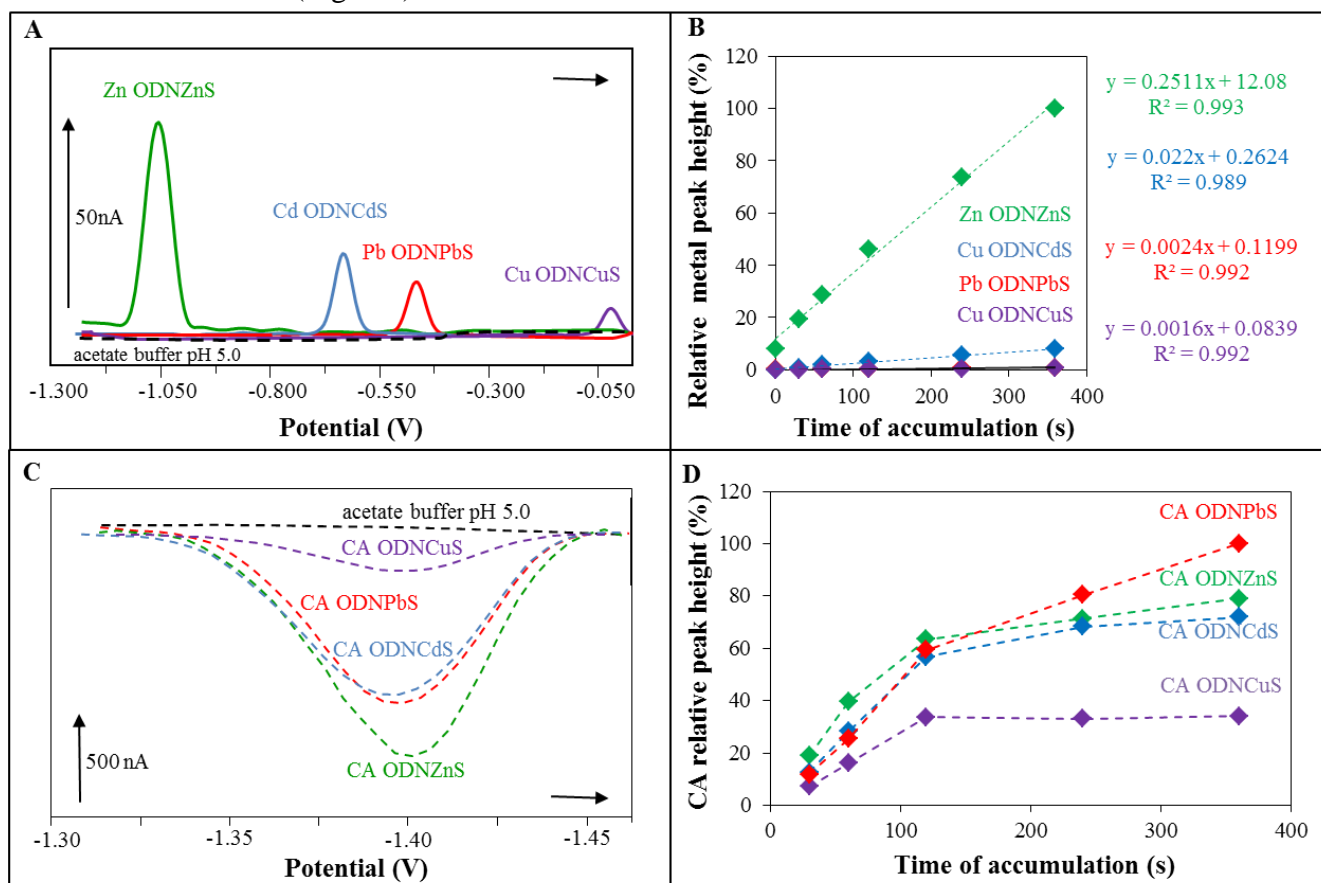 A
Zn ODNZnS
50nA
Cd ODNCdS
Pb ODNPbS
Cu ODNCuS
acetate buffer pH 5.0
-1.300 -1.050 -0.800 -0.550 -0.300 -0.050
Potential (V)
B
Relative metal peak height (%)
120
100
80
60
40
20
0
y = 0.2511x + 12.08
R² = 0.993
y = 0.022x + 0.2624
R² = 0.989
y = 0.0024x + 0.1199
R² = 0.992
y = 0.0016x + 0.0839
R² = 0.992
Zn ODNZnS
Cu ODNCdS
Pb ODNPbS
Cu ODNCuS
0 100 200 300 400
Time of accumulation (s)
C
acetate buffer pH 5.0
CA ODNCuS
CA ODNPbS
CA ODNCdS
CA ODNZnS
500 nA
-1.30 -1.35 -1.40 -1.45
Potential (V)
D
CA relative peak height (%)
120
100
80
60
40
20
0
CA ODNPbS
CA ODNZnS
CA ODNCdS
CA ODNCuS
0 100 200 300 400
Time of accumulation (s)